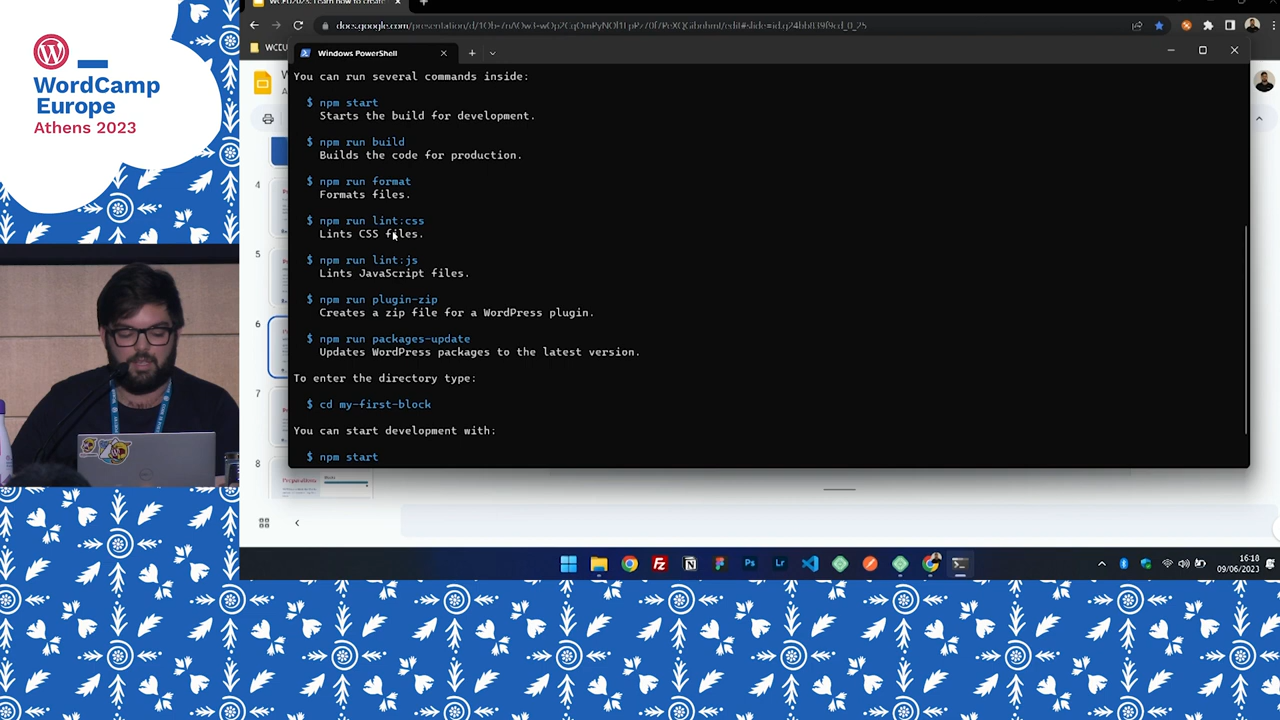 WordCamp
Europe
Athens 2023
Windows PowerShell
You can run several commands inside:
$ npm start
Starts the build for development.
$ npm run build
Builds the code for production.
$ npm run format
Formats files.
$ npm run lint:css
Lints CSS files.
$ npm run lint:js
Lints JavaScript files.
$ npm run plugin-zip
Creates a zip file for a WordPress plugin.
$ npm run packages-update
Updates WordPress packages to the latest version.
To enter the directory type:
$ cd my-first-block
You can start development with:
$ npm start
4
5
6
7
8
Preparations
16:18
09/06/2023